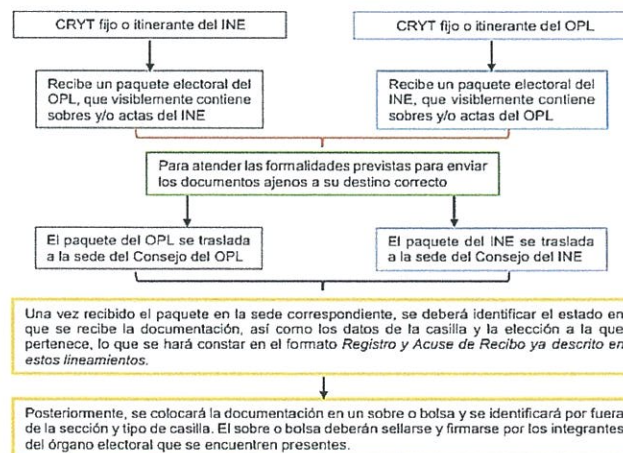 CRYT fijo o itinerante del INE
CRYT fijo o itinerante del OPL
Recibe un paquete electoral del
OPL, que visiblemente contiene
sobres y/o actas del INE
Recibe un paquete electoral del
INE, que visiblemente contiene
sobres y/o actas del OPL
Para atender las formalidades previstas para enviar
los documentos ajenos a su destino correcto
El paquete del OPL se traslada
a la sede del Consejo del OPL
El paquete del INE se traslada
a la sede del Consejo del INE
Una vez recibido el paquete en la sede correspondiente, se deberá identificar el estado en
que se recibe la documentación, así como los datos de la casilla y la elección a la que
pertenece, lo que se hará constar en el formato Registro y Acuse de Recibo ya descrito en
estos lineamientos.
Posteriormente, se colocará la documentación en un sobre o bolsa y se identificará por fuera
de la sección y tipo de casilla. El sobre o bolsa deberán sellarse y firmarse por los integrantes
del órgano electoral que se encuentren presentes.